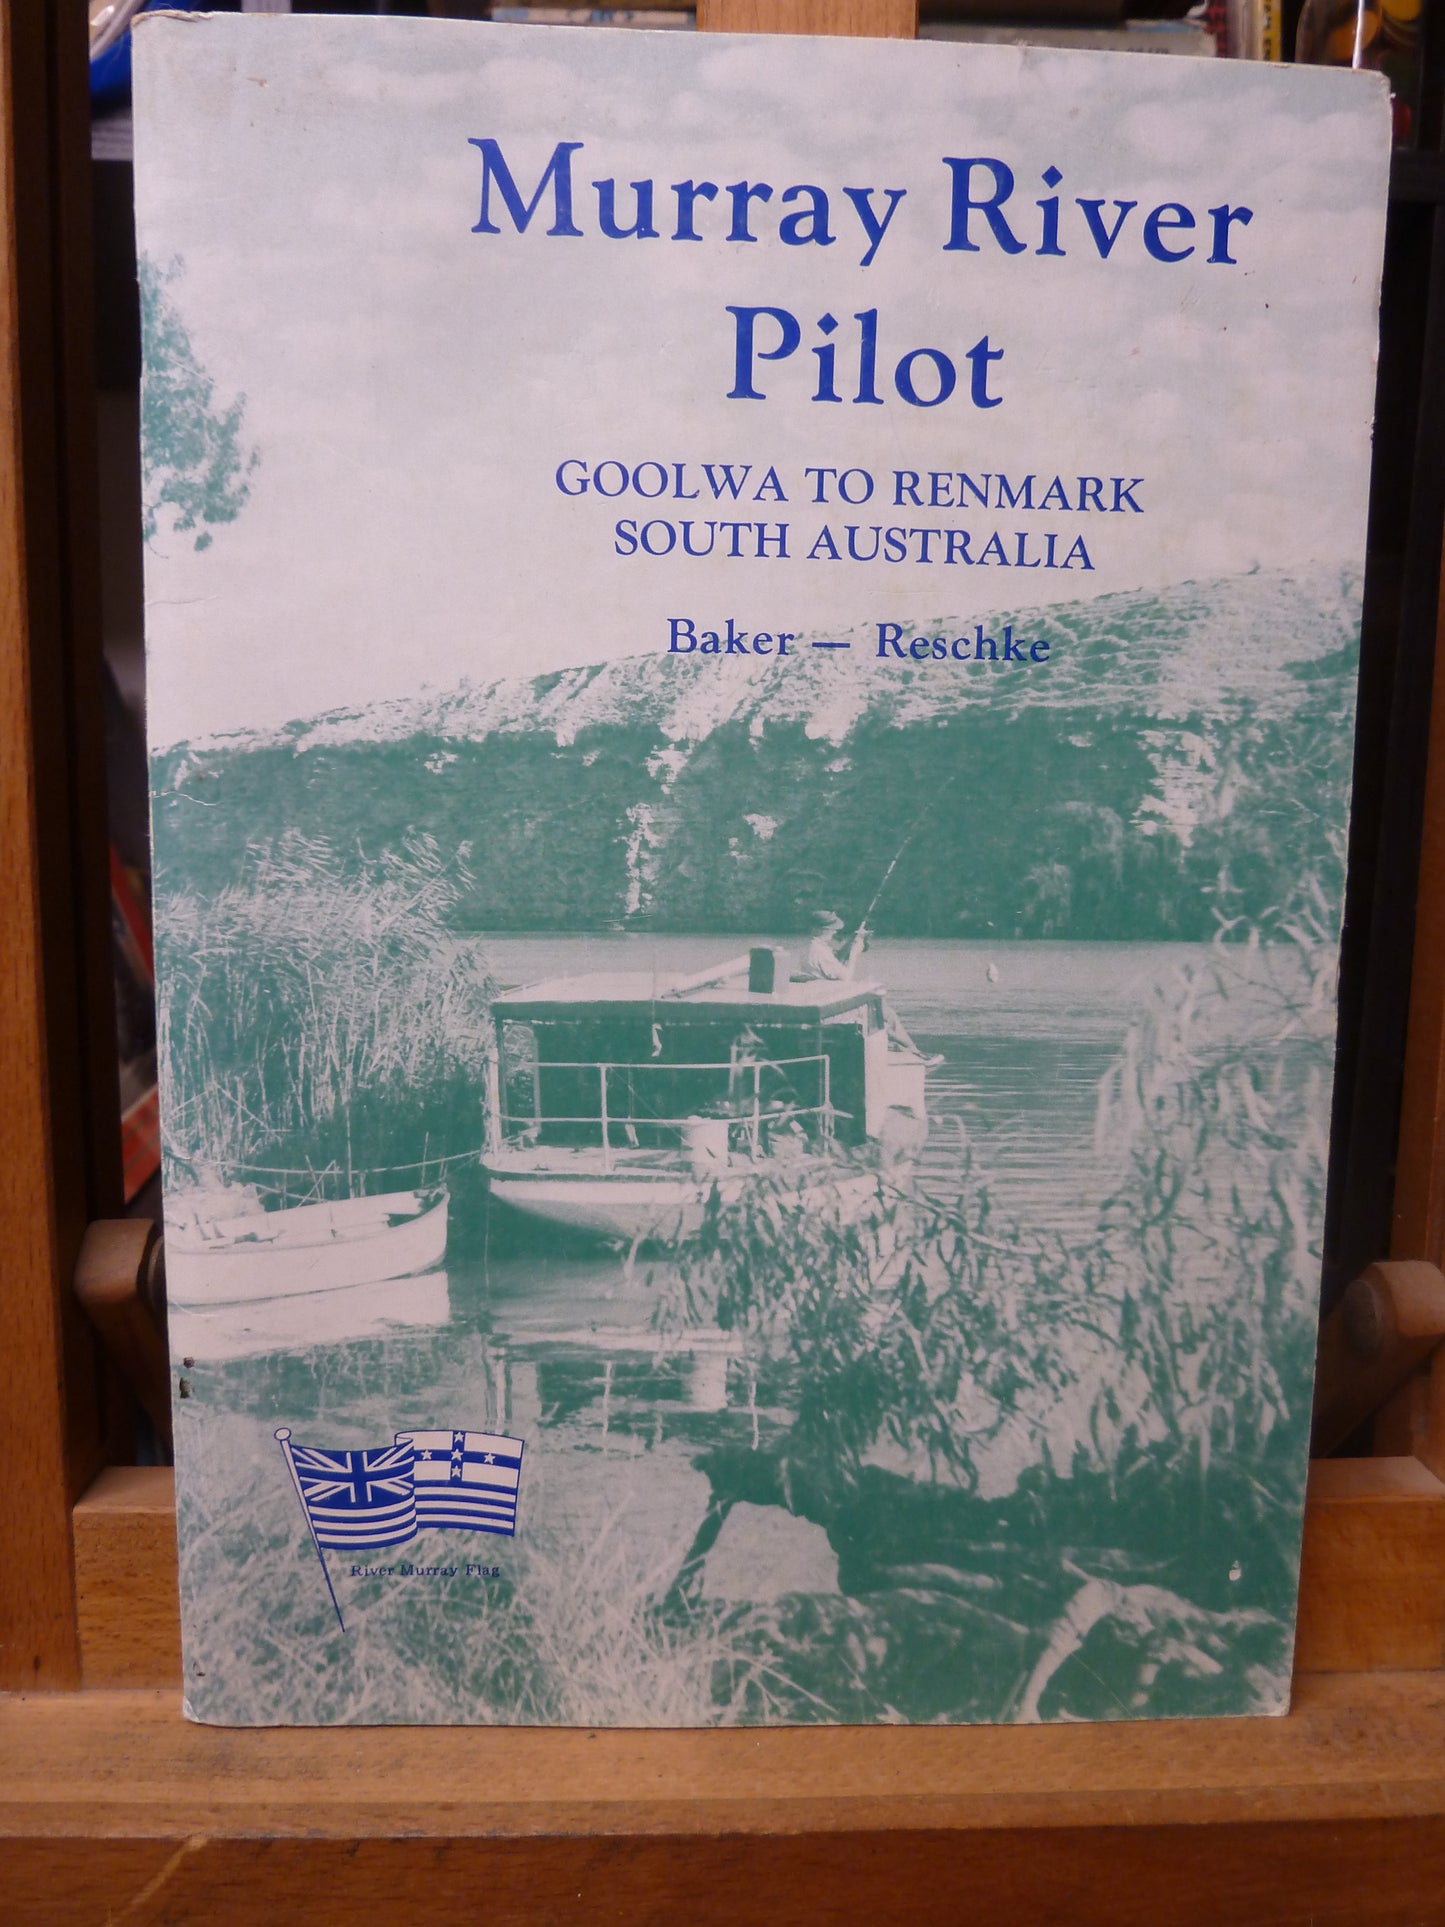 Murray River
Pilot
GOOLWA TO RENMARK
SOUTH AUSTRALIA
Baker — Reschke
River Murray Flag